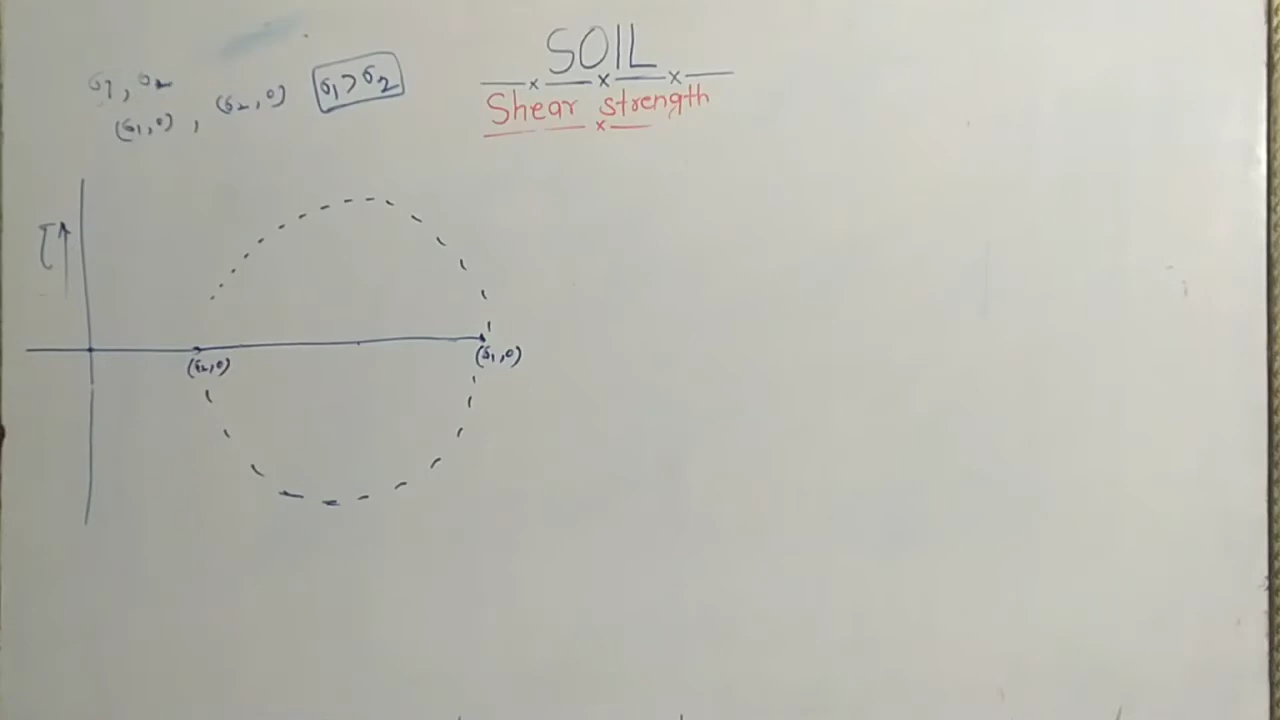 SOIL
Shear strength
σ1, σ2
(σ1,0), (σ2,0) σ1>σ2
τ↑
(σ2,0)
(σ1,0)